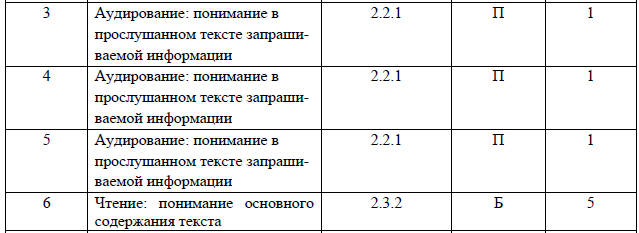 3 Аудирование: понимание в 2.2.1 П 1
прослушанном тексте запраши-
ваемой информации
4 Аудирование: понимание в 2.2.1 П 1
прослушанном тексте запраши-
ваемой информации
5 Аудирование: понимание в 2.2.1 П 1
прослушанном тексте запраши-
ваемой информации
6 Чтение: понимание основного 2.3.2 Б 5
содержания текста